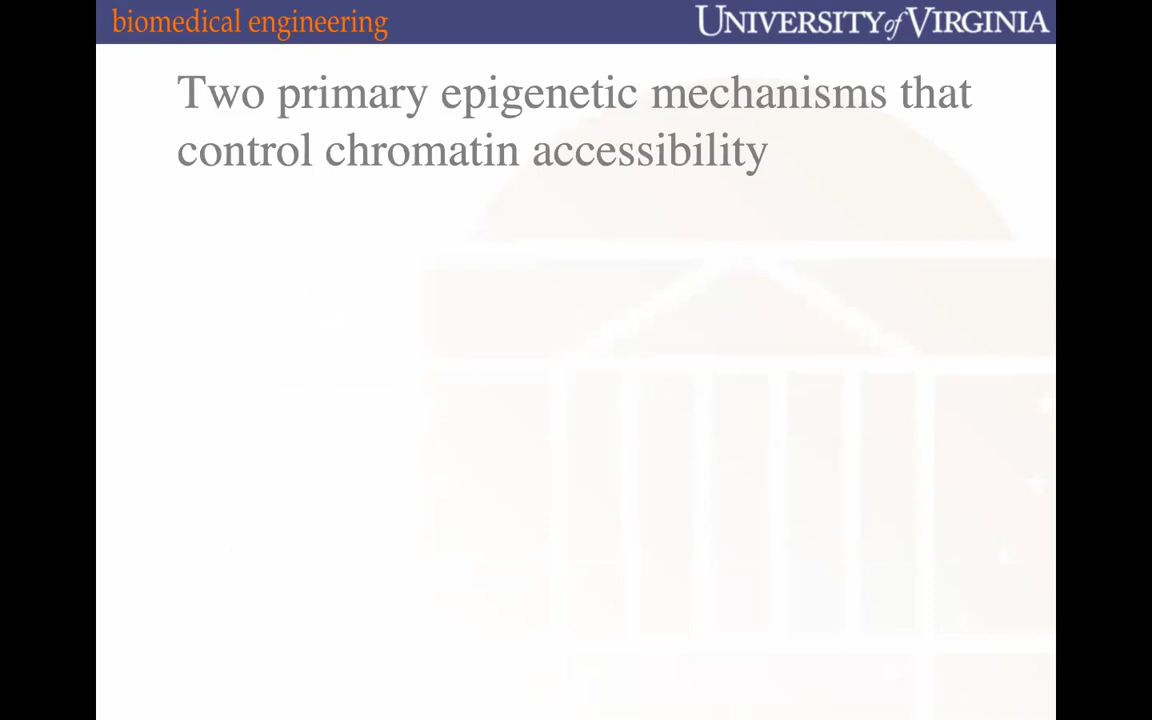 biomedical engineering
UNIVERSITY of VIRGINIA
Two primary epigenetic mechanisms that
control chromatin accessibility